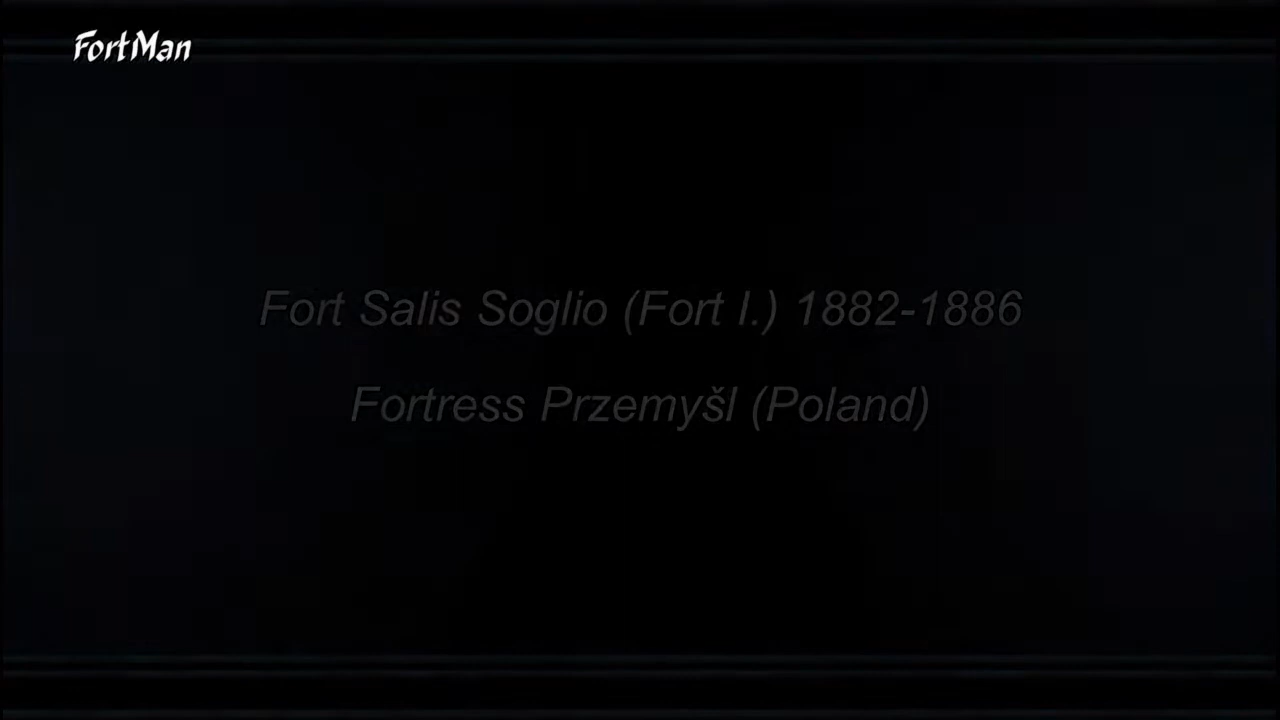 FortMan
Fort Salis Soglio (Fort I.) 1882-1886
Fortress Przemyšl (Poland)